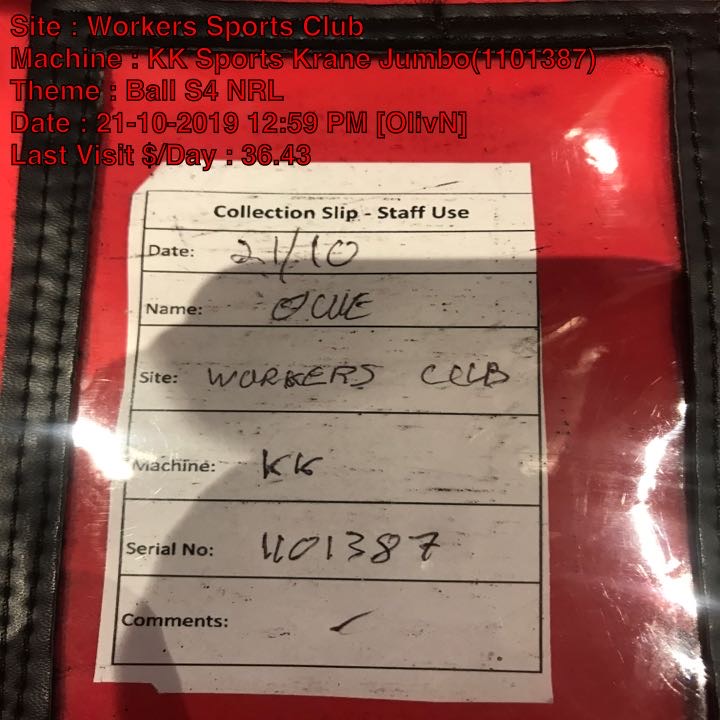 Site : Workers Sports Club
Machine : KK Sports Krane Jumbo(1101387)
Theme : Ball S4 NRL
Date : 21-10-2019 12:59 PM [OlivN]
Last Visit $/Day : 36.43
Collection Slip - Staff Use
Date: 21/10
Name:
Site: WORKERS CLUB
Machine: KK
Serial No: 1101387
Comments: